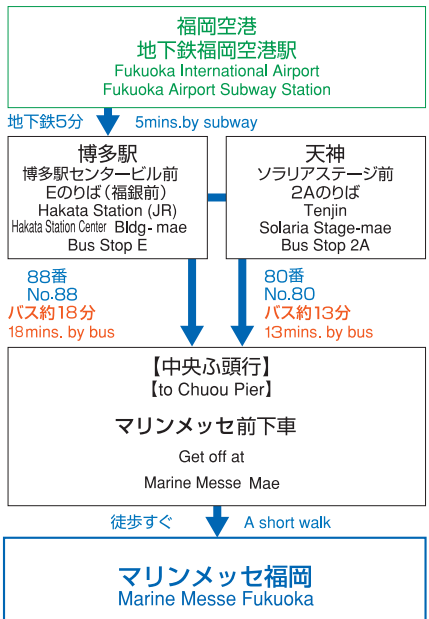 福岡空港
地下鉄福岡空港駅
Fukuoka International Airport
Fukuoka Airport Subway Station
地下鉄5分 5mins.by subway
博多駅
博多駅センタービル前
Eのりば(福銀前)
Hakata Station (JR)
Hakata Station Center Bldg-mae
Bus Stop E
天神
ソラリアステージ前
2Aのりば
Tenjin
Solaria Stage-mae
Bus Stop 2A
88番
No.88
バス約18分
18mins. by bus
80番
No.80
バス約13分
13mins. by bus
【中央ふ頭行】
【to Chuou Pier】
マリンメッセ前下車
Get off at
Marine Messe Mae
徒歩すぐ A short walk
マリンメッセ福岡
Marine Messe Fukuoka